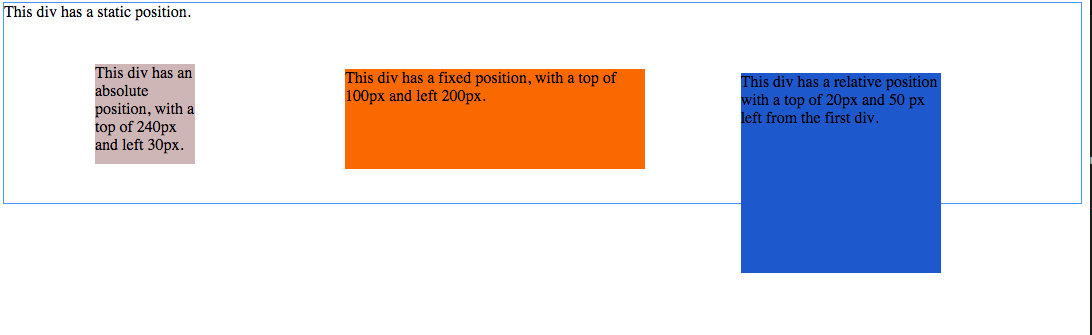 This div has a static position.
This div has an
absolute
position, with a
top of 240px
and left 30px.
This div has a fixed position, with a top of
100px and left 200px.
This div has a relative position
with a top of 20px and 50 px
left from the first div.